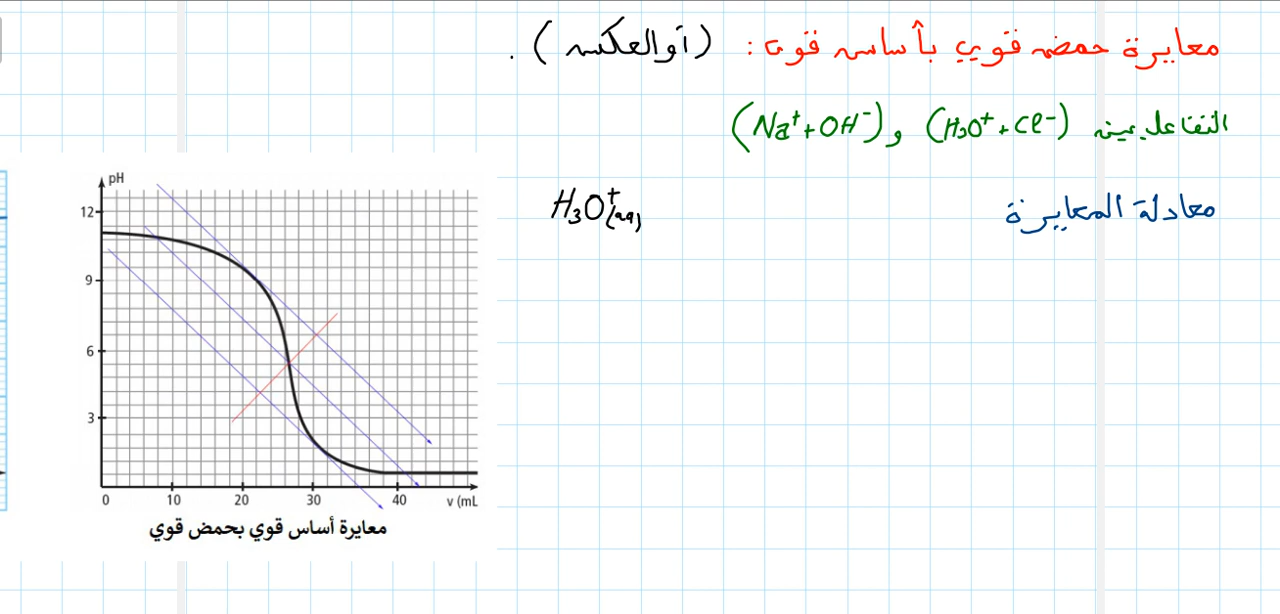 معايرة حمض قوي بأساس قوي : (أو العكس) .
التفاعل بين (H₃O⁺ + Cl⁻) و (Na⁺ + OH⁻)
معادلة المعايرة
H₃O⁺(aq)
pH
12
9
6
3
0 10 20 30 40 v (mL
معايرة أساس قوي بحمض قوي